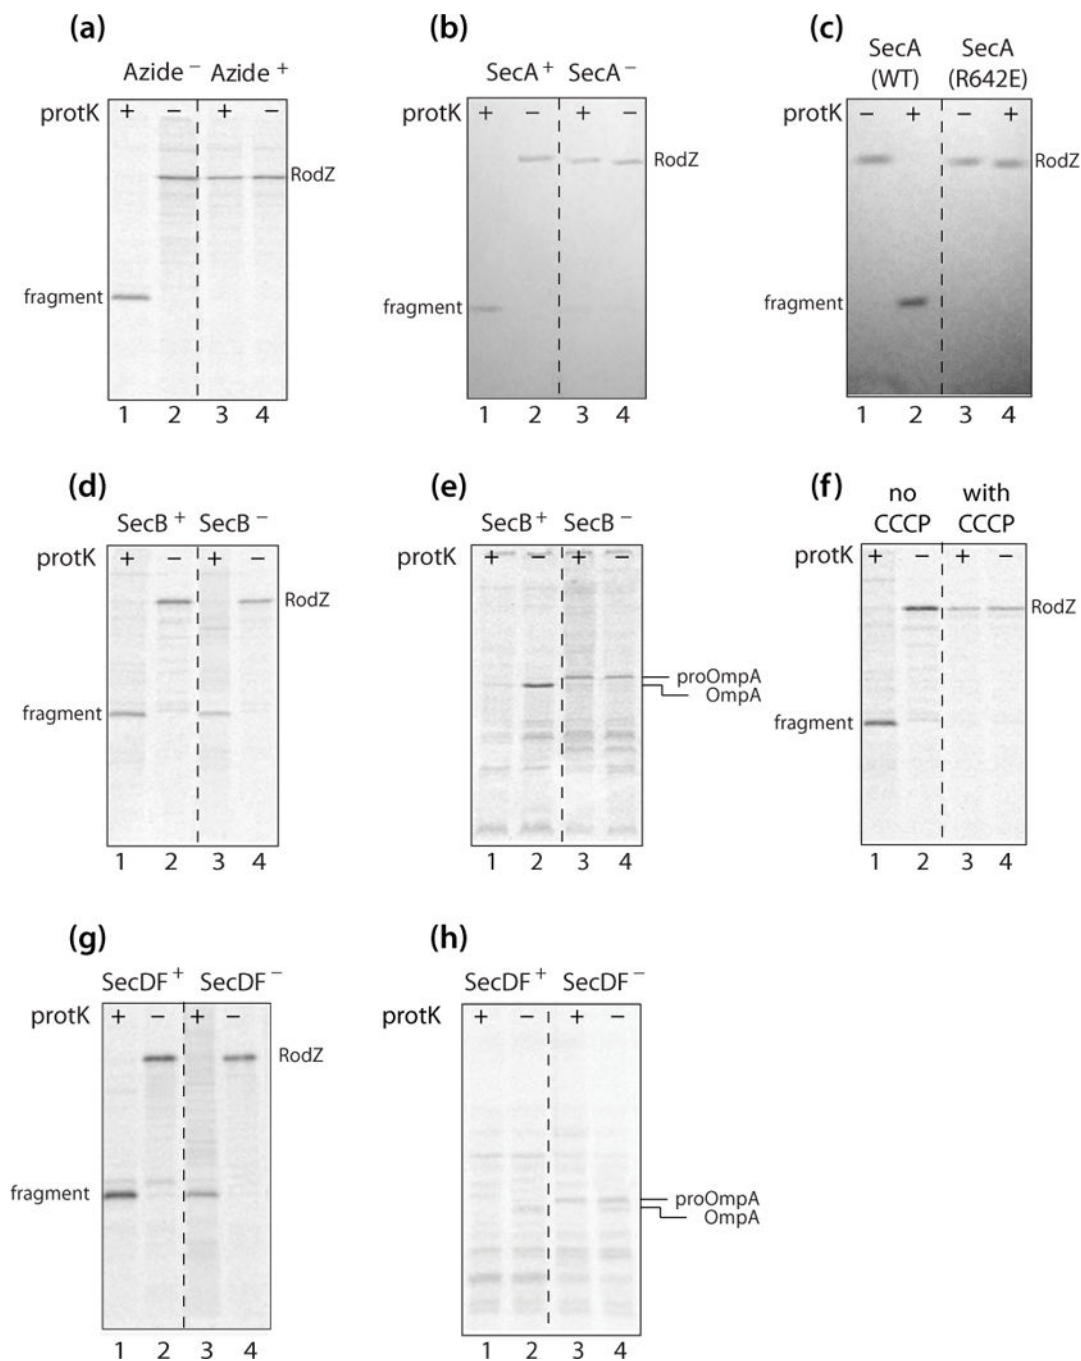 (a)
Azide – Azide +
protK + – + –
RodZ
fragment
1 2 3 4
(b)
SecA + SecA –
protK + – + –
RodZ
fragment
1 2 3 4
(c)
SecA SecA
(WT) (R642E)
protK – + – +
RodZ
fragment
1 2 3 4
(d)
SecB + SecB –
protK + – + –
RodZ
fragment
1 2 3 4
(e)
SecB + SecB –
protK + – + –
proOmpA
OmpA
1 2 3 4
(f)
no with
CCCP CCCP
protK + – + –
RodZ
fragment
1 2 3 4
(g)
SecDF + SecDF –
protK + – + –
RodZ
fragment
1 2 3 4
(h)
SecDF + SecDF –
protK + – + –
proOmpA
OmpA
1 2 3 4